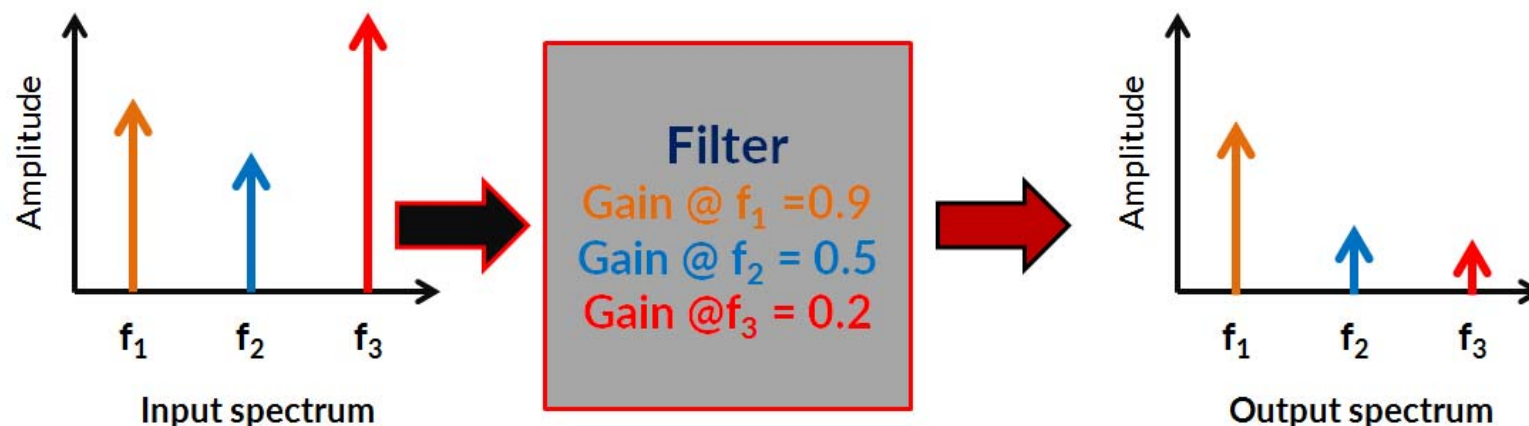 Amplitude
f₁ f₂ f₃
Input spectrum
Filter
Gain @ f₁ =0.9
Gain @ f₂ = 0.5
Gain @f₃ = 0.2
Amplitude
f₁ f₂ f₃
Output spectrum